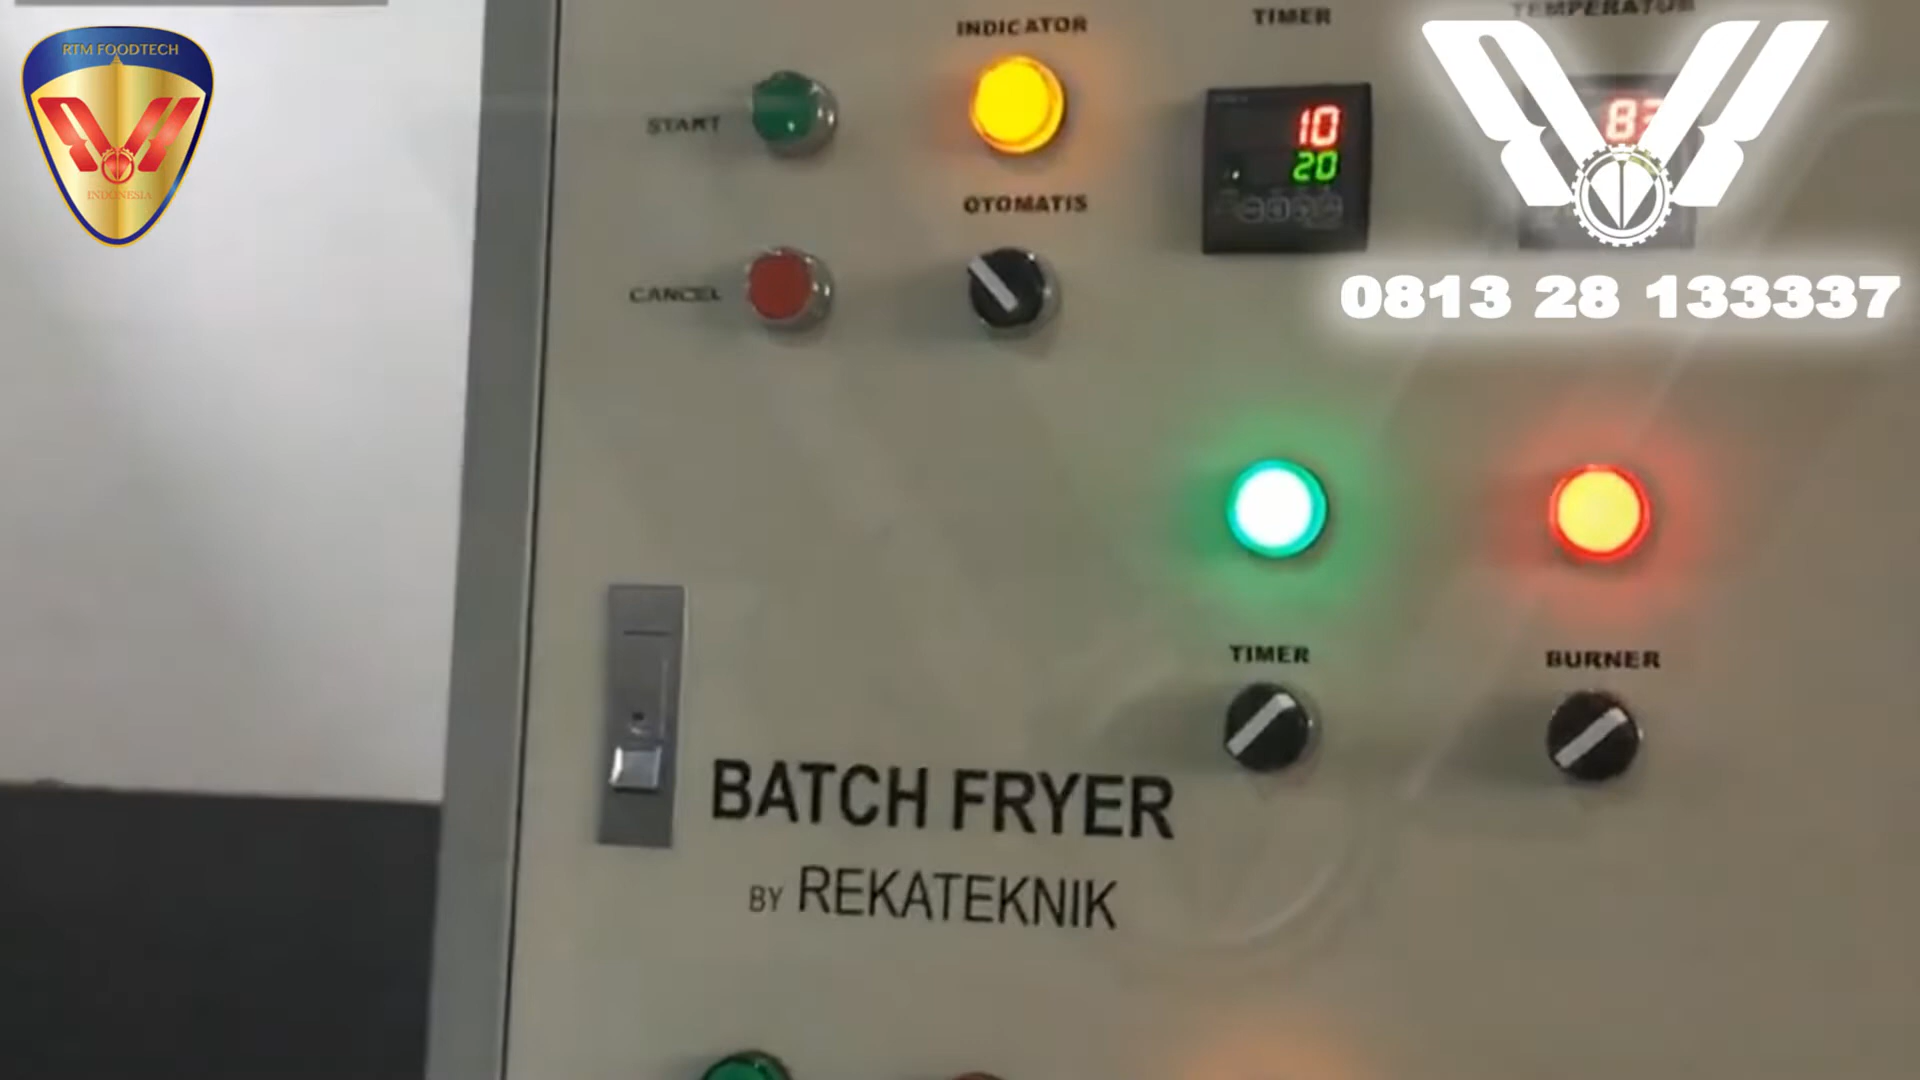 RTM FOODTECH
INDONESIA
INDICATOR
TIMER
TEMPERATUR
START
10
20
OTOMATIS
CANCEL
0813 28 133337
TIMER
BURNER
BATCH FRYER
BY REKATEKNIK